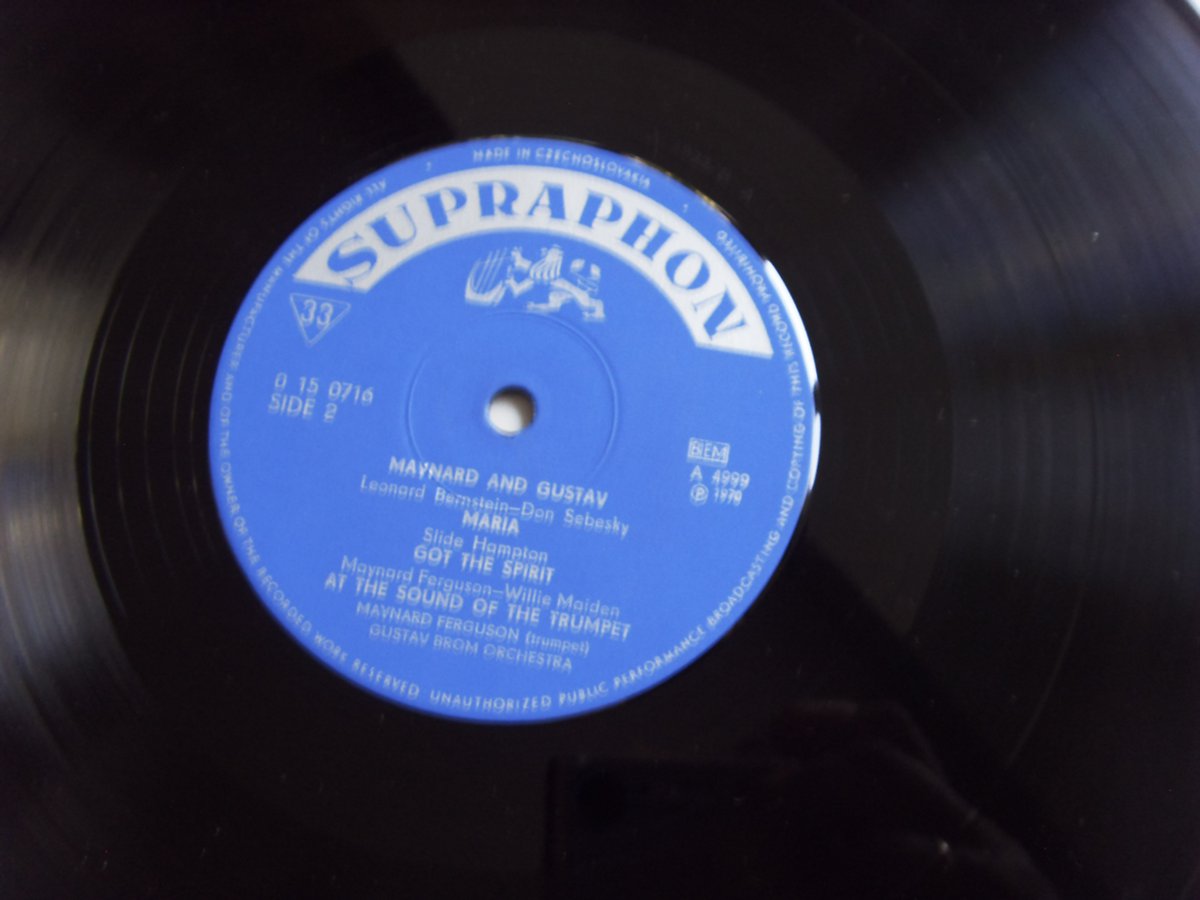 MADE IN CZECHOSLOVAKIA
SUPRAPHON
33
0 15 0716
SIDE 2
BIEM
A 4999
Ⓟ 1970
MAYNARD AND GUSTAV
Leonard Bernstein–Don Sebesky
MARIA
Slide Hampton
GOT THE SPIRIT
Maynard Ferguson–Willie Maiden
AT THE SOUND OF THE TRUMPET
MAYNARD FERGUSON (trumpet)
GUSTAV BROM ORCHESTRA
ALL RIGHTS OF THE MANUFACTURER AND OF THE OWNER OF THE RECORDED WORK RESERVED UNAUTHORIZED PUBLIC PERFORMANCE BROADCASTING AND COPYING OF THE RECORD PROHIBITED